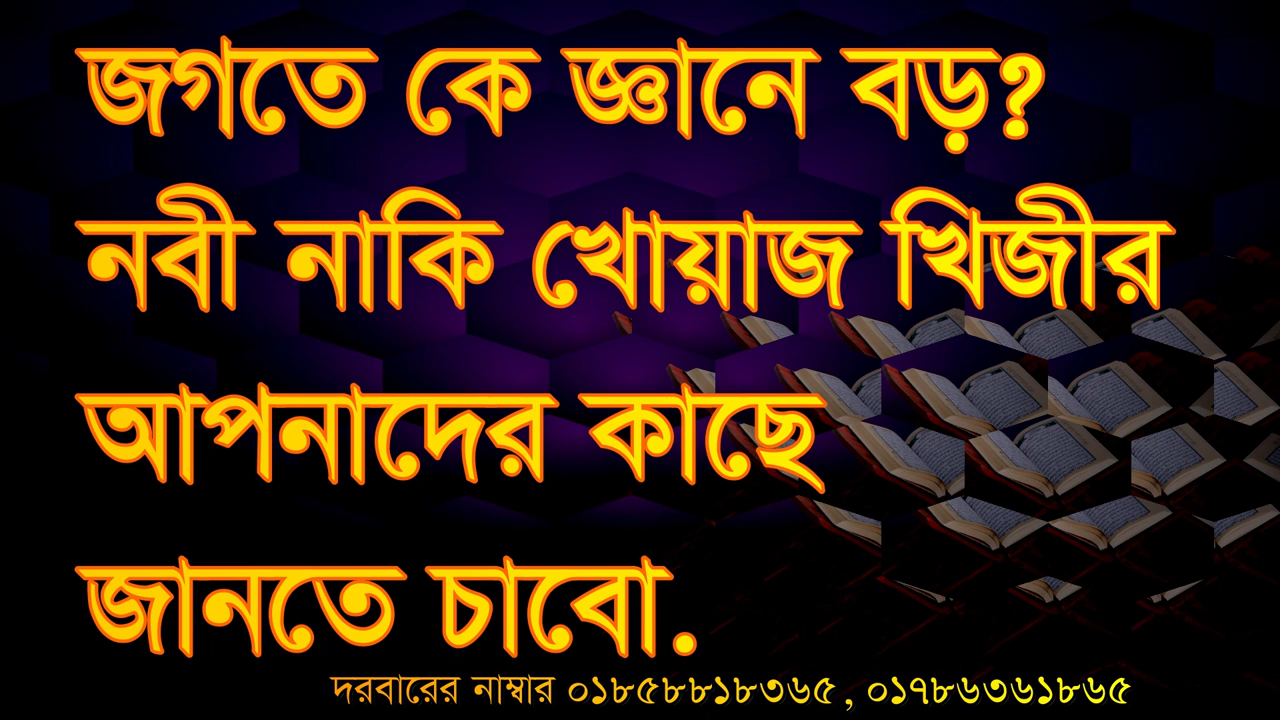 জগতে কে জ্ঞানে বড়?
নবী নাকি খোয়াজ খিজীর
আপনাদের কাছে
জানতে চাবো.
দরবারের নাম্বার ০১৮৫৮৮১৮৩৬৫, ০১৭৮৬৩৬১৮৬৫